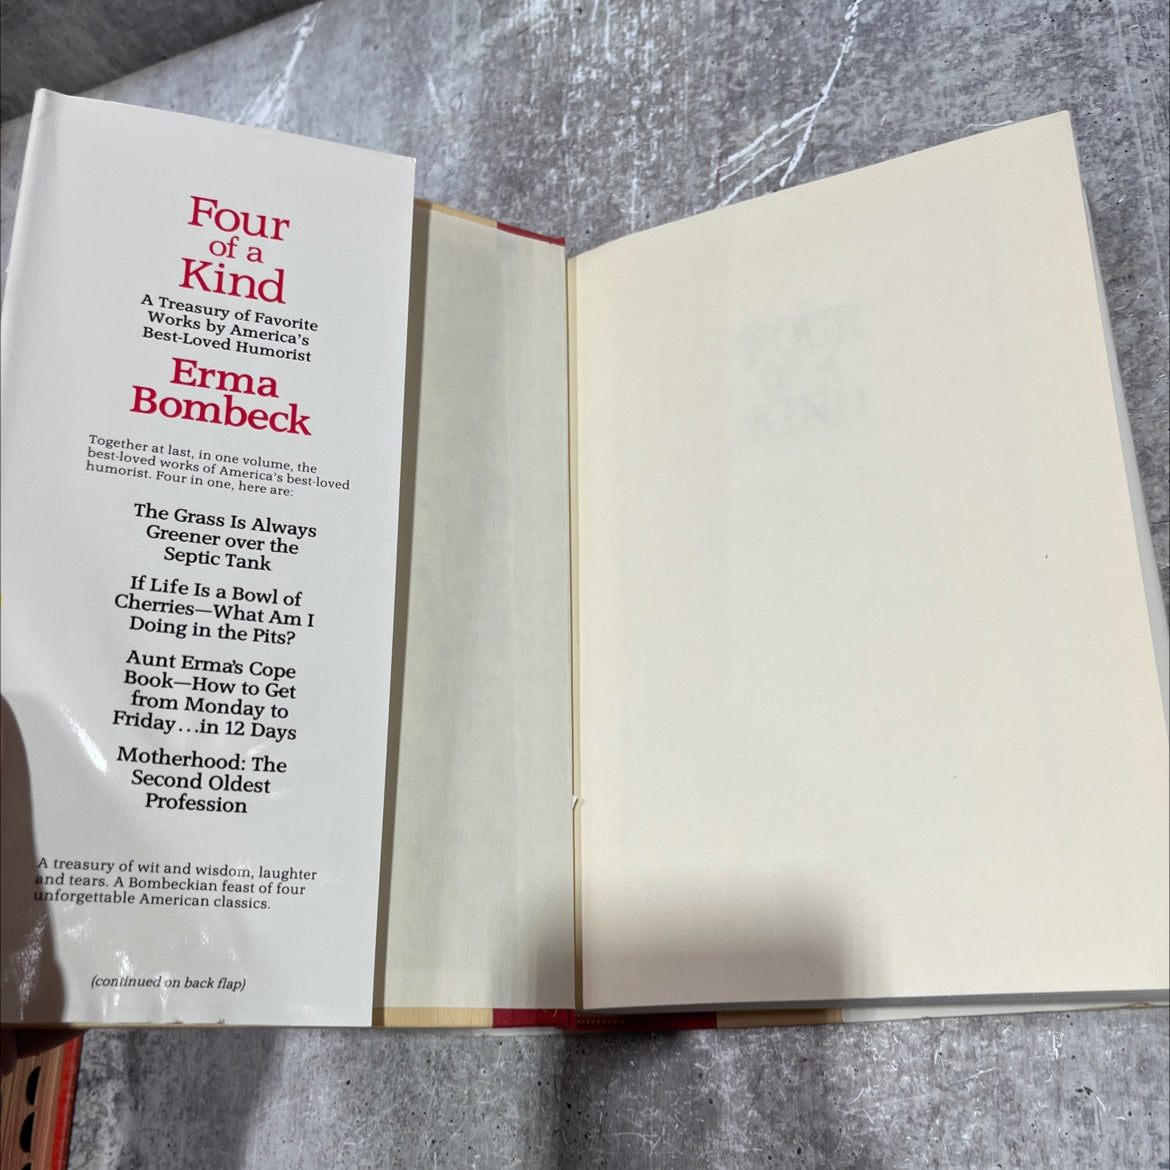 Four
of a
Kind
A Treasury of Favorite
Works by America's
Best-Loved Humorist
Erma
Bombeck
Together at last, in one volume, the
best-loved works of America's best-loved
humorist. Four in one, here are:
The Grass Is Always
Greener over the
Septic Tank
If Life Is a Bowl of
Cherries—What Am I
Doing in the Pits?
Aunt Erma's Cope
Book—How to Get
from Monday to
Friday...in 12 Days
Motherhood: The
Second Oldest
Profession
A treasury of wit and wisdom, laughter
and tears. A Bombeckian feast of four
unforgettable American classics.
(continued on back flap)